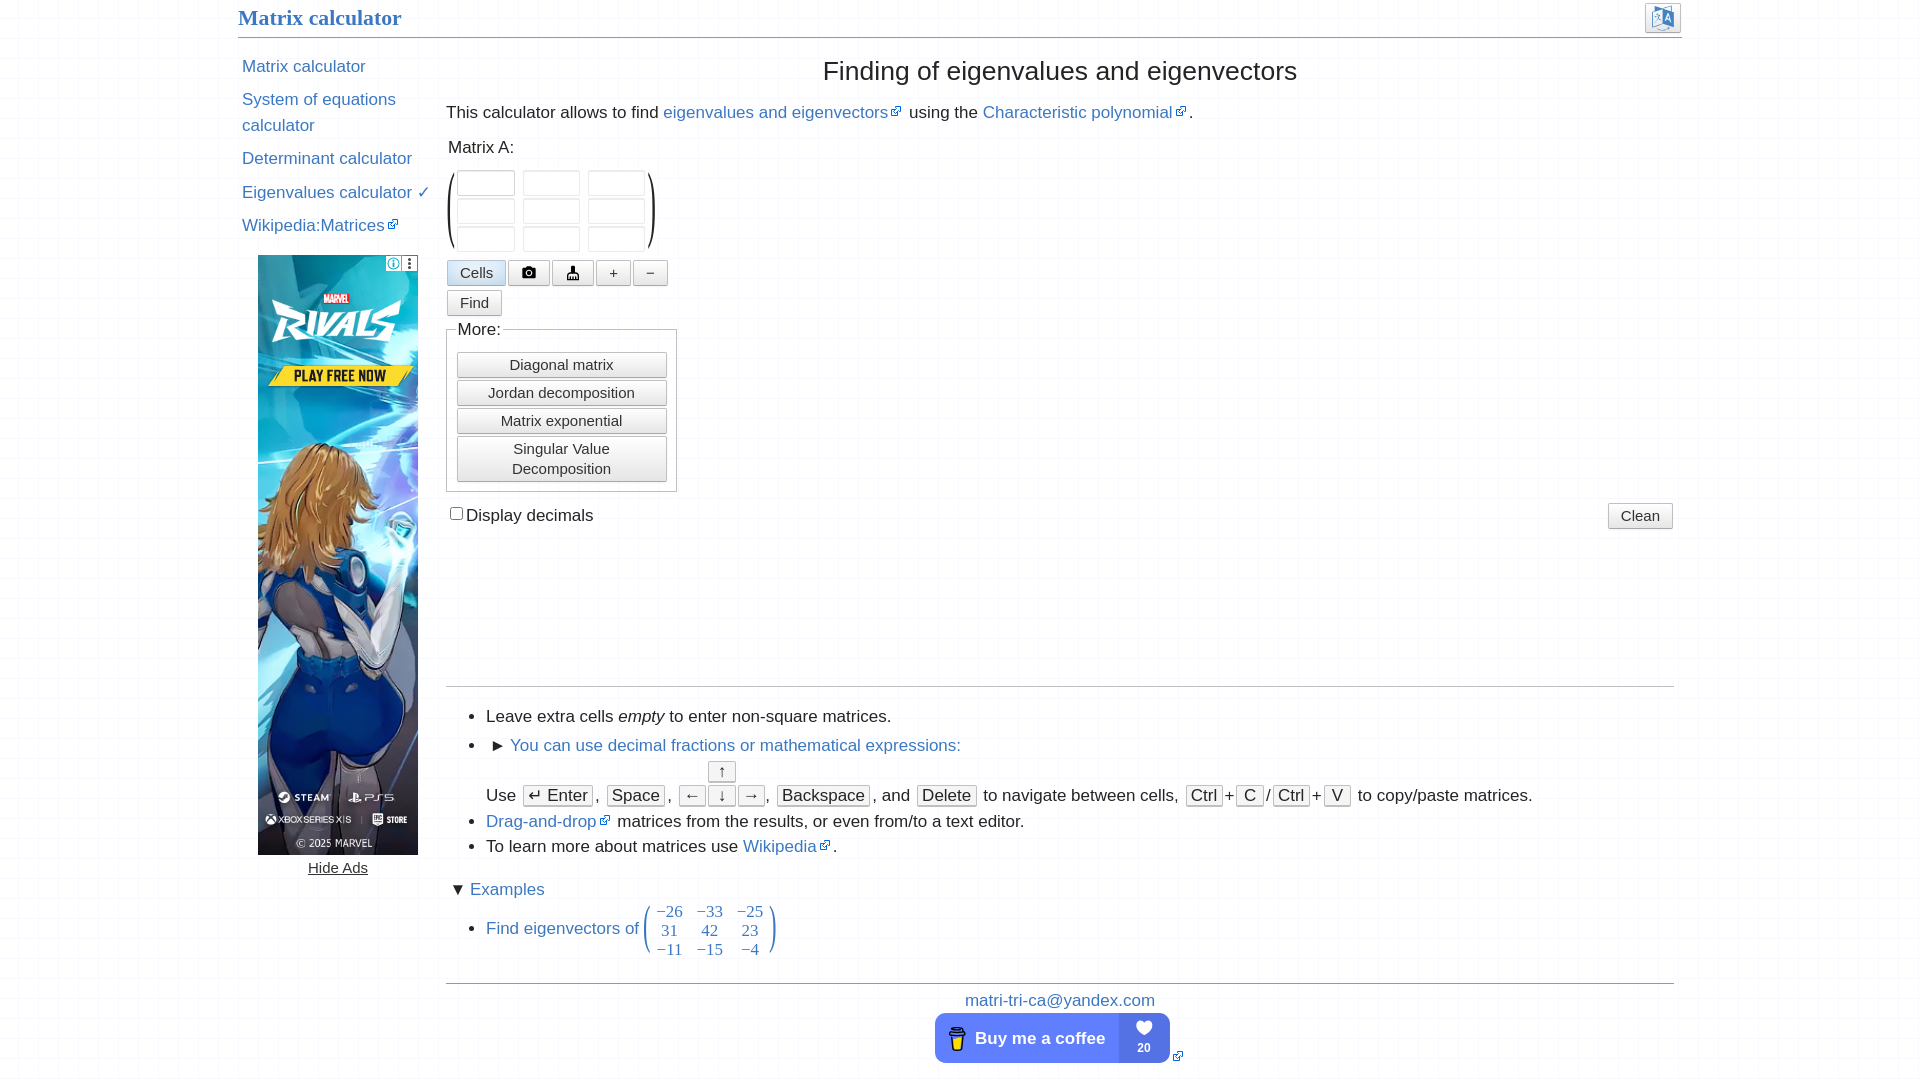 Matrix calculator
Matrix calculator
System of equations
calculator
Determinant calculator
Eigenvalues calculator ✓
Wikipedia:Matrices
MARVEL
RIVALS
PLAY FREE NOW
STEAM | PS5
XBOX SERIES X|S | EPIC GAMES STORE
© 2025 MARVEL
Hide Ads
Finding of eigenvalues and eigenvectors
This calculator allows to find eigenvalues and eigenvectors using the Characteristic polynomial.
Matrix A:
Cells + −
Find
More:
Diagonal matrix
Jordan decomposition
Matrix exponential
Singular Value
Decomposition
Display decimals
Clean
Leave extra cells empty to enter non-square matrices.
► You can use decimal fractions or mathematical expressions:
↑
Use ↵ Enter, Space, ← ↓ →, Backspace, and Delete to navigate between cells, Ctrl+C/Ctrl+V to copy/paste matrices.
Drag-and-drop matrices from the results, or even from/to a text editor.
To learn more about matrices use Wikipedia.
▼ Examples
−26 −33 −25
Find eigenvectors of 31 42 23
−11 −15 −4
matri-tri-ca@yandex.com
Buy me a coffee 20